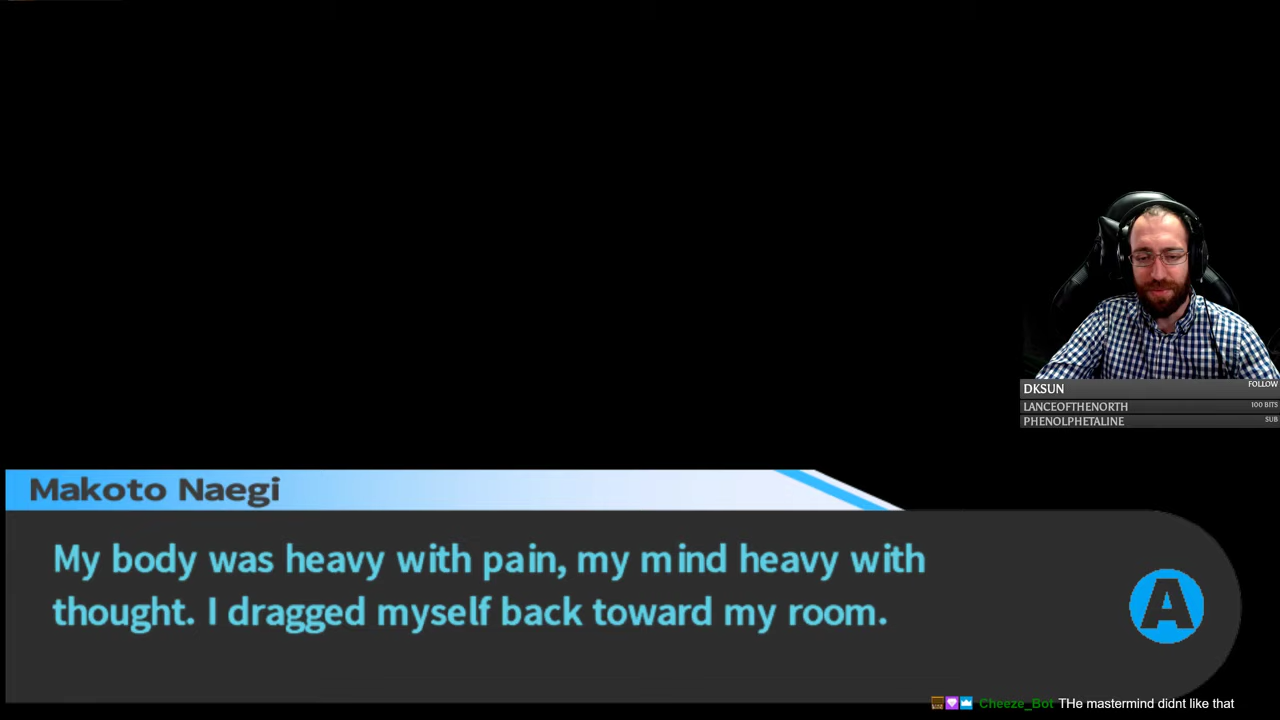 DKSUN FOLLOW
LANCEOFTHENORTH 100 BITS
PHENOLPHETALINE SUB
Makoto Naegi
My body was heavy with pain, my mind heavy with
thought. I dragged myself back toward my room.
A
Cheeze_Bot THe mastermind didnt like that